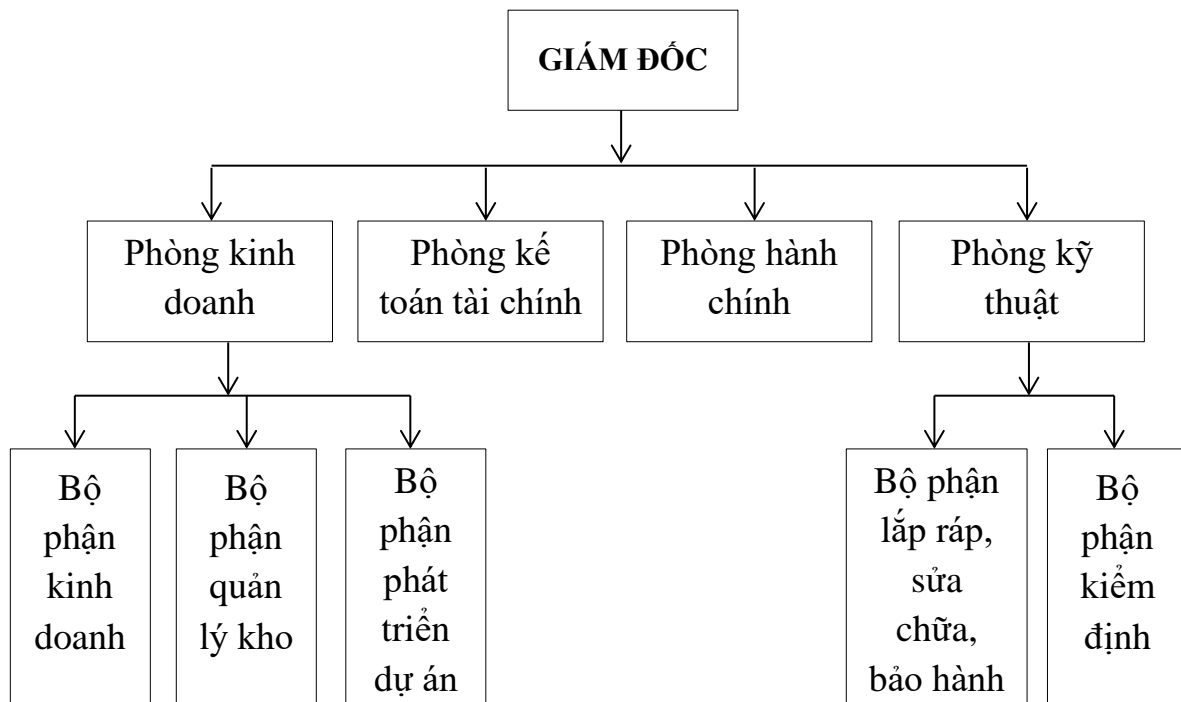 GIÁM ĐỐC
Phòng kinh
doanh
Phòng kế
toán tài chính
Phòng hành
chính
Phòng kỹ
thuật
Bộ
phận
kinh
doanh
Bộ
phận
quản
lý kho
Bộ
phận
phát
triển
dự án
Bộ phận
lắp ráp,
sửa
chữa,
bảo hành
Bộ
phận
kiểm
định